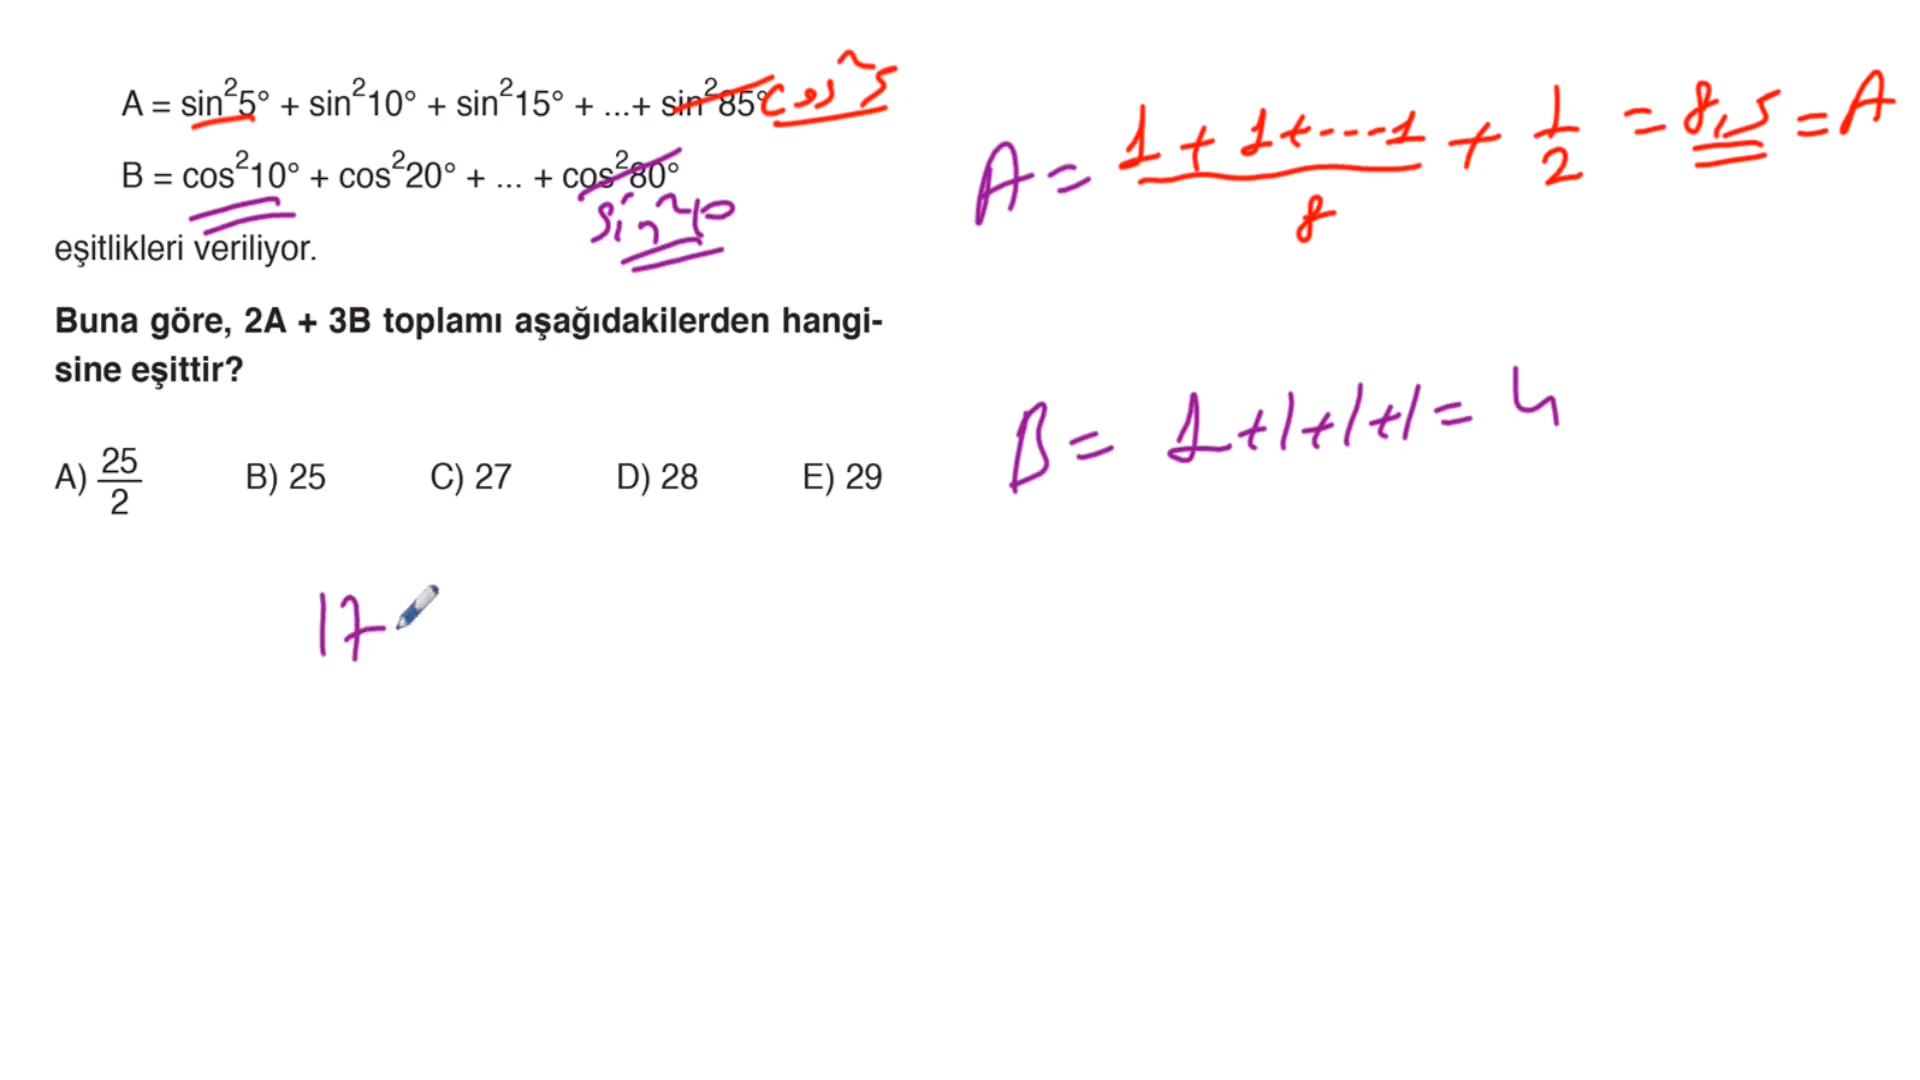 A = sin²5° + sin²10° + sin²15° + ...+ sin²85° cos²5
B = cos²10° + cos²20° + ... + cos²80°
sin²10
eşitlikleri veriliyor.
Buna göre, 2A + 3B toplamı aşağıdakilerden hangi-
sine eşittir?
A) 25/2 B) 25 C) 27 D) 28 E) 29
17
A = 1 + 1 + ... 1 + 1/2 = 8,5 = A
8
B = 1+1+1+1 = 4